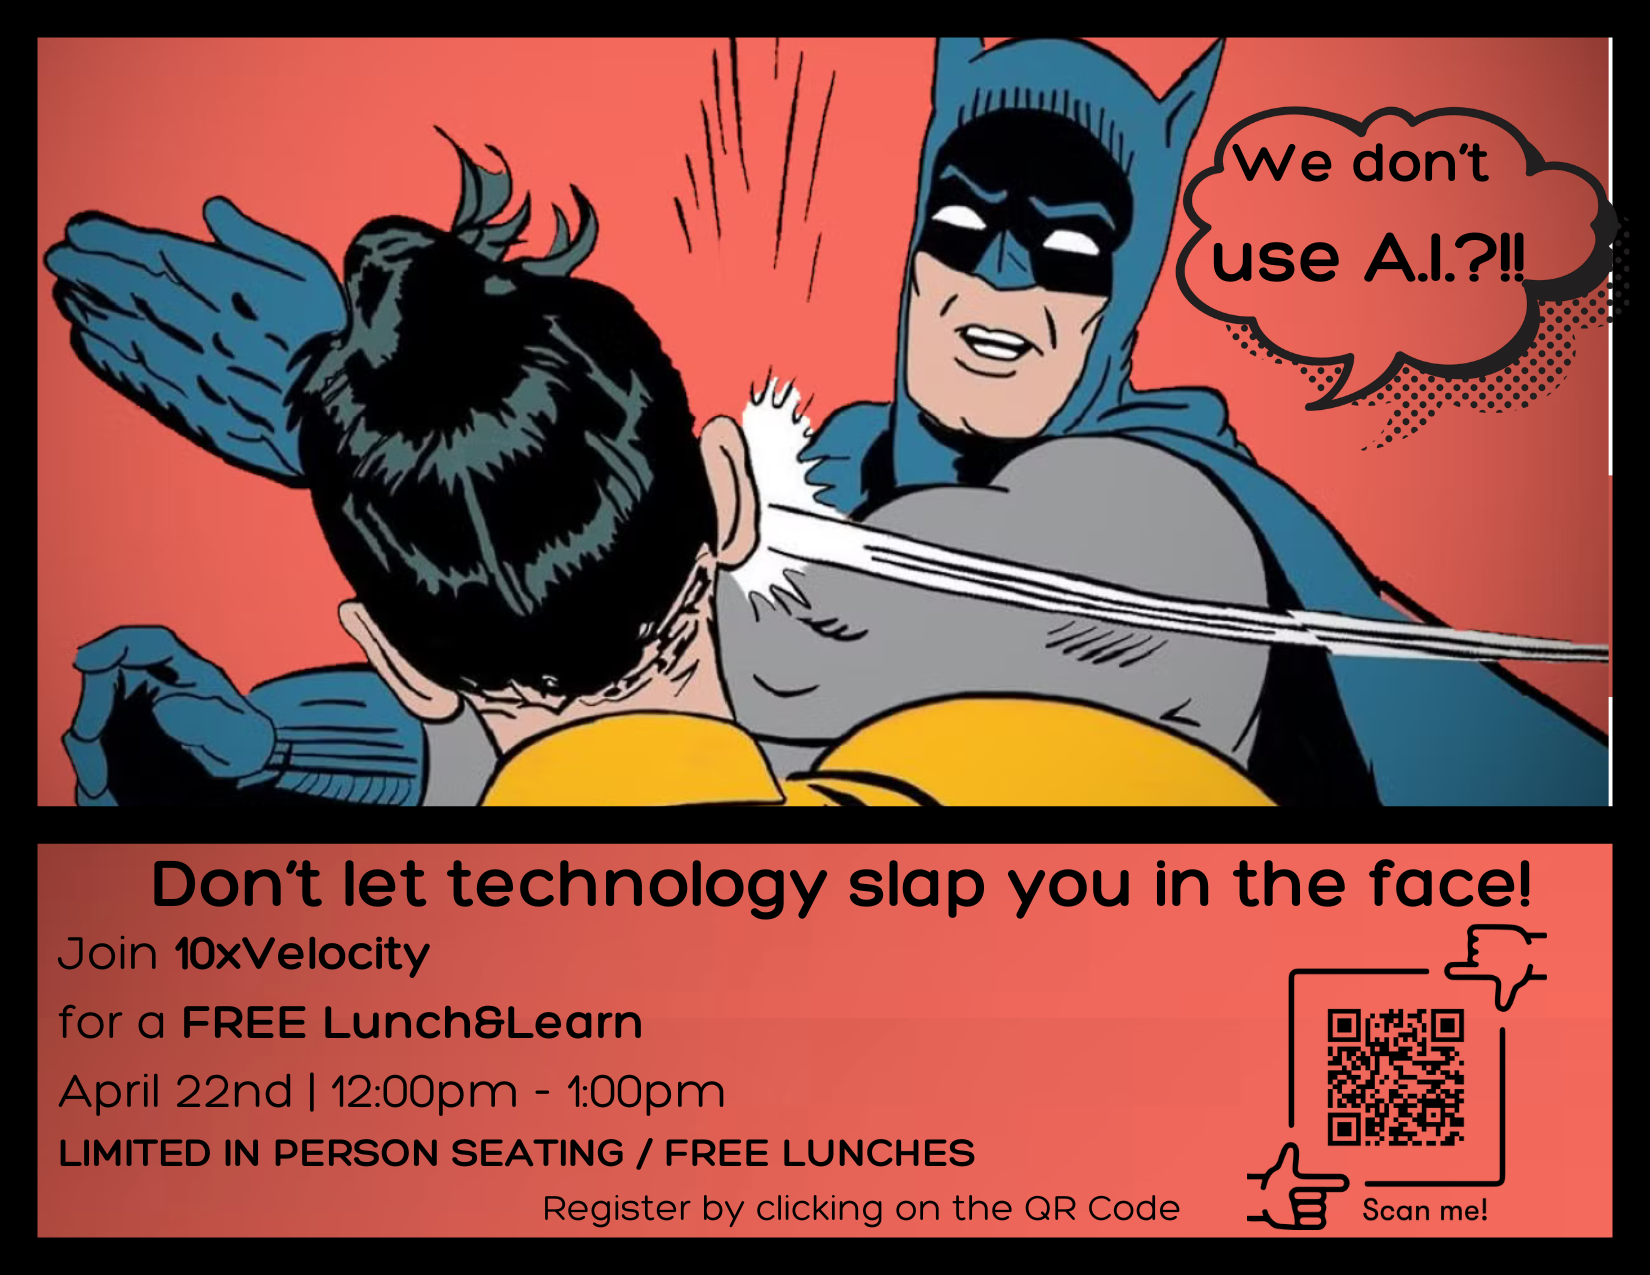 We don't
use A.I.?!!
Don't let technology slap you in the face!
Join 10xVelocity
for a FREE Lunch&Learn
April 22nd | 12:00pm - 1:00pm
LIMITED IN PERSON SEATING / FREE LUNCHES
Register by clicking on the QR Code
Scan me!